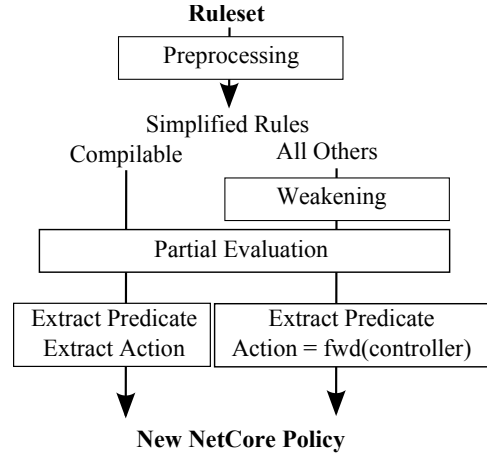 Ruleset
Preprocessing
Simplified Rules
Compilable
All Others
Weakening
Partial Evaluation
Extract Predicate
Extract Action
Extract Predicate
Action = fwd(controller)
New NetCore Policy